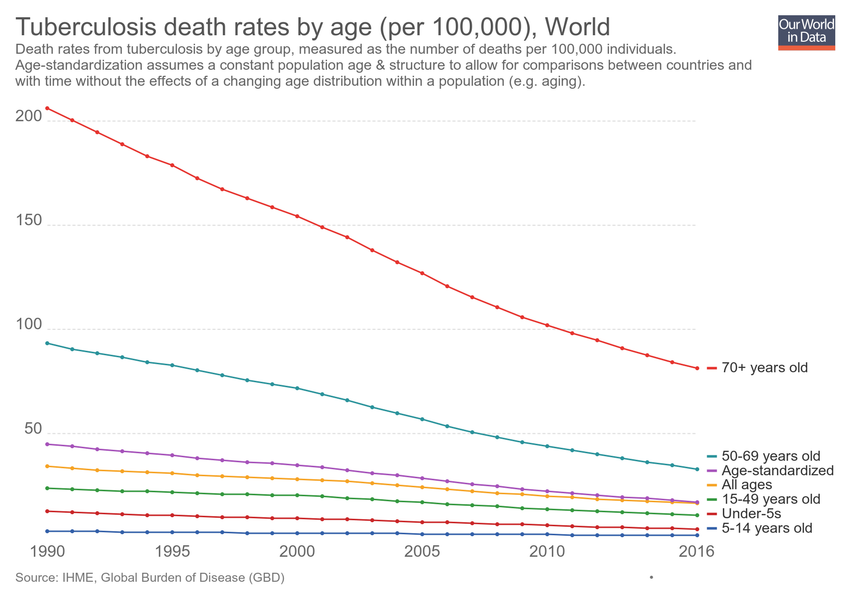 Tuberculosis death rates by age (per 100,000), World
Our World
in Data
Death rates from tuberculosis by age group, measured as the number of deaths per 100,000 individuals.
Age-standardization assumes a constant population age & structure to allow for comparisons between countries and
with time without the effects of a changing age distribution within a population (e.g. aging).
200
150
100
50
70+ years old
50-69 years old
Age-standardized
All ages
15-49 years old
Under-5s
5-14 years old
1990
1995
2000
2005
2010
2016
Source: IHME, Global Burden of Disease (GBD)